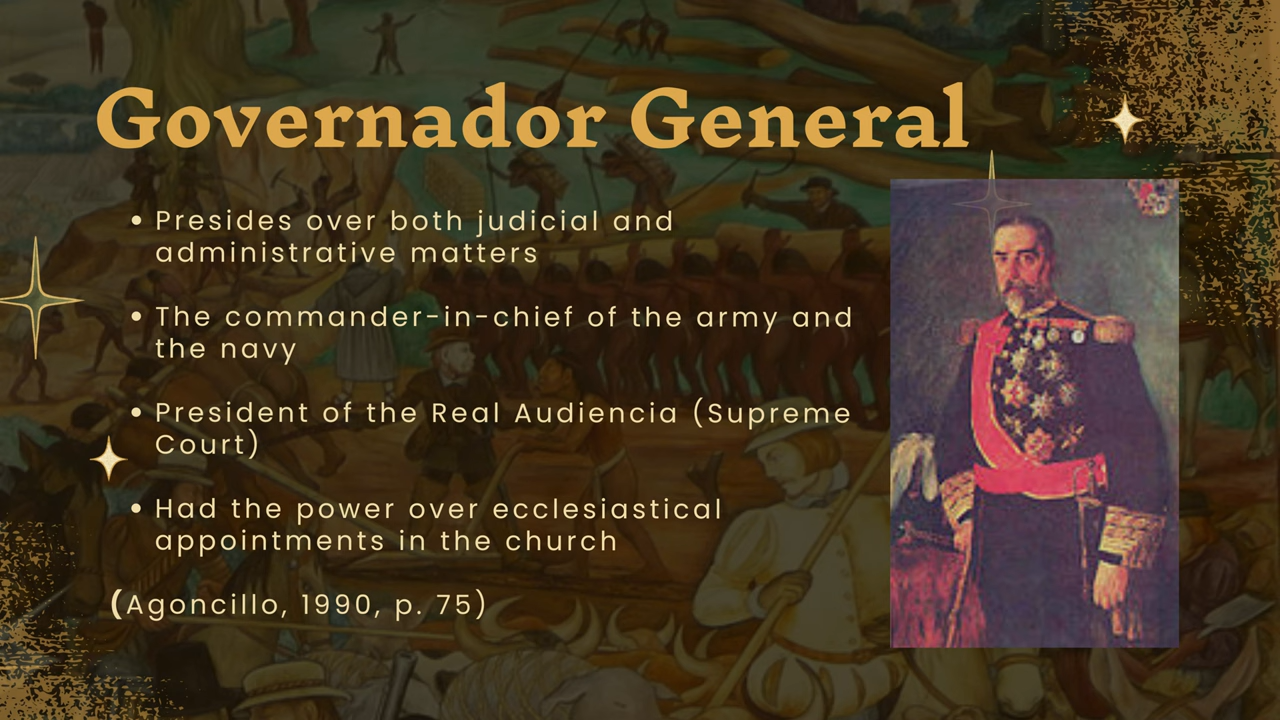 Governador General
• Presides over both judicial and
administrative matters
• The commander-in-chief of the army and
the navy
• President of the Real Audiencia (Supreme
Court)
• Had the power over ecclesiastical
appointments in the church
(Agoncillo, 1990, p. 75)